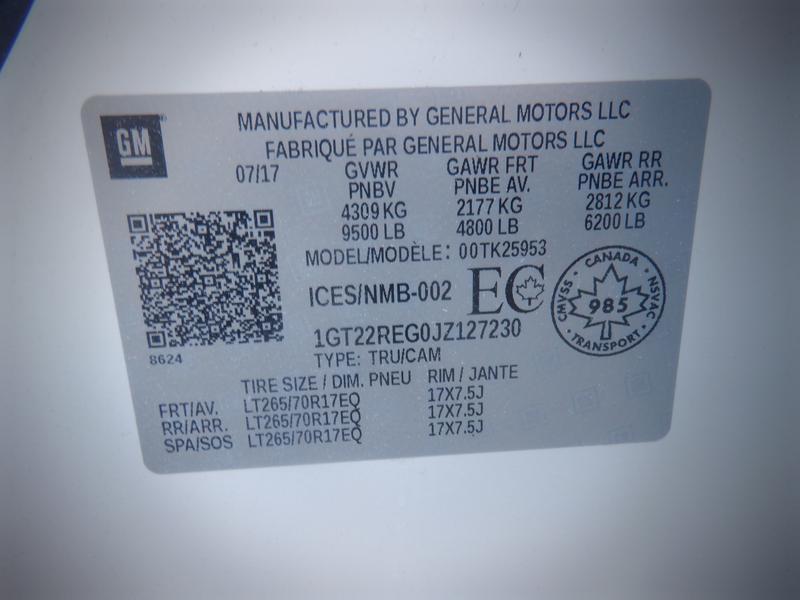 GM®
MANUFACTURED BY GENERAL MOTORS LLC
FABRIQUÉ PAR GENERAL MOTORS LLC
07/17
GVWR GAWR FRT GAWR RR
PNBV PNBE AV. PNBE ARR.
4309 KG 2177 KG 2812 KG
9500 LB 4800 LB 6200 LB
MODEL/MODÈLE: 00TK25953
ICES/NMB-002 EC
CANADA
CMVSS 985 NSVAC
TRANSPORT
1GT22REG0JZ127230
8624
TYPE: TRU/CAM
TIRE SIZE / DIM. PNEU RIM / JANTE
FRT/AV. LT265/70R17EQ 17X7.5J
RR/ARR. LT265/70R17EQ 17X7.5J
SPA/SOS LT265/70R17EQ 17X7.5J